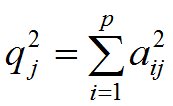 q_j^2 = \sum_{i=1}^{p} a_{ij}^2